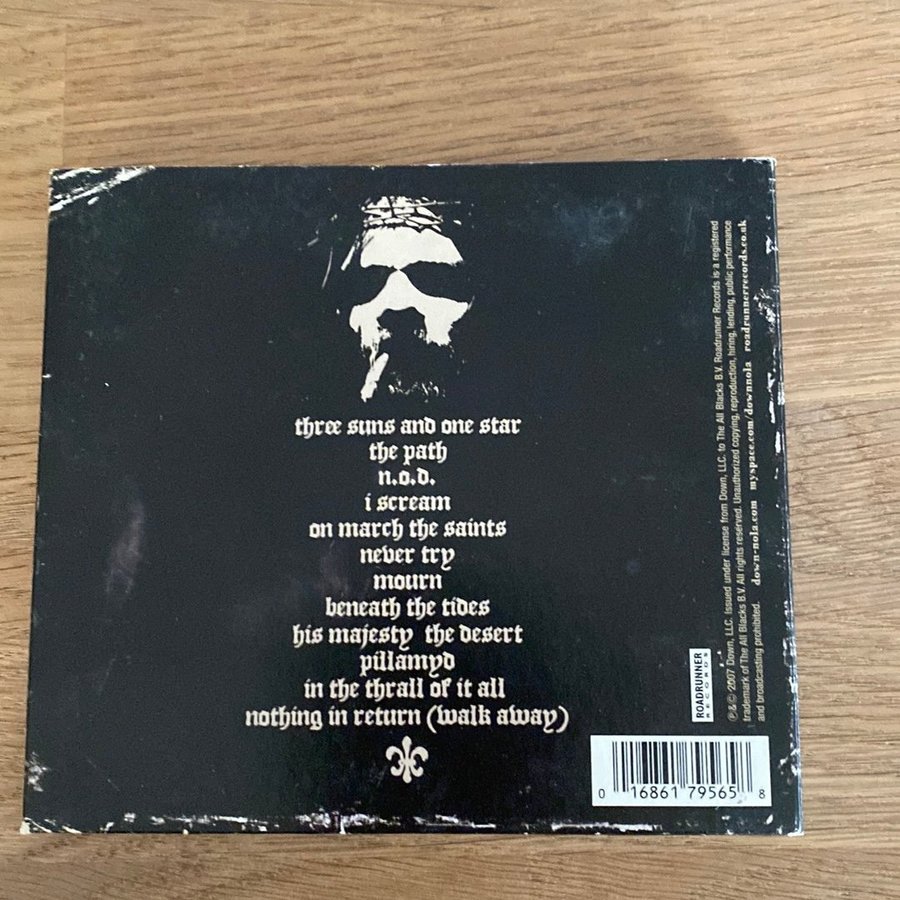 three suns and one star
the path
n.o.d.
i scream
on march the saints
never try
mourn
beneath the tides
his majesty the desert
pillamyd
in the thrall of it all
nothing in return (walk away)
ROADRUNNER
RECORDS
℗ & © 2007 Down, LLC. Issued under license from Down, LLC. to The All Blacks B.V. Roadrunner Records is a registered
trademark of The All Blacks B.V. All rights reserved. Unauthorized copying, reproduction, hiring, lending, public performance
and broadcasting prohibited. down-nola.com myspace.com/downnola roadrunnerrecords.co.uk
0 16861 79565 8